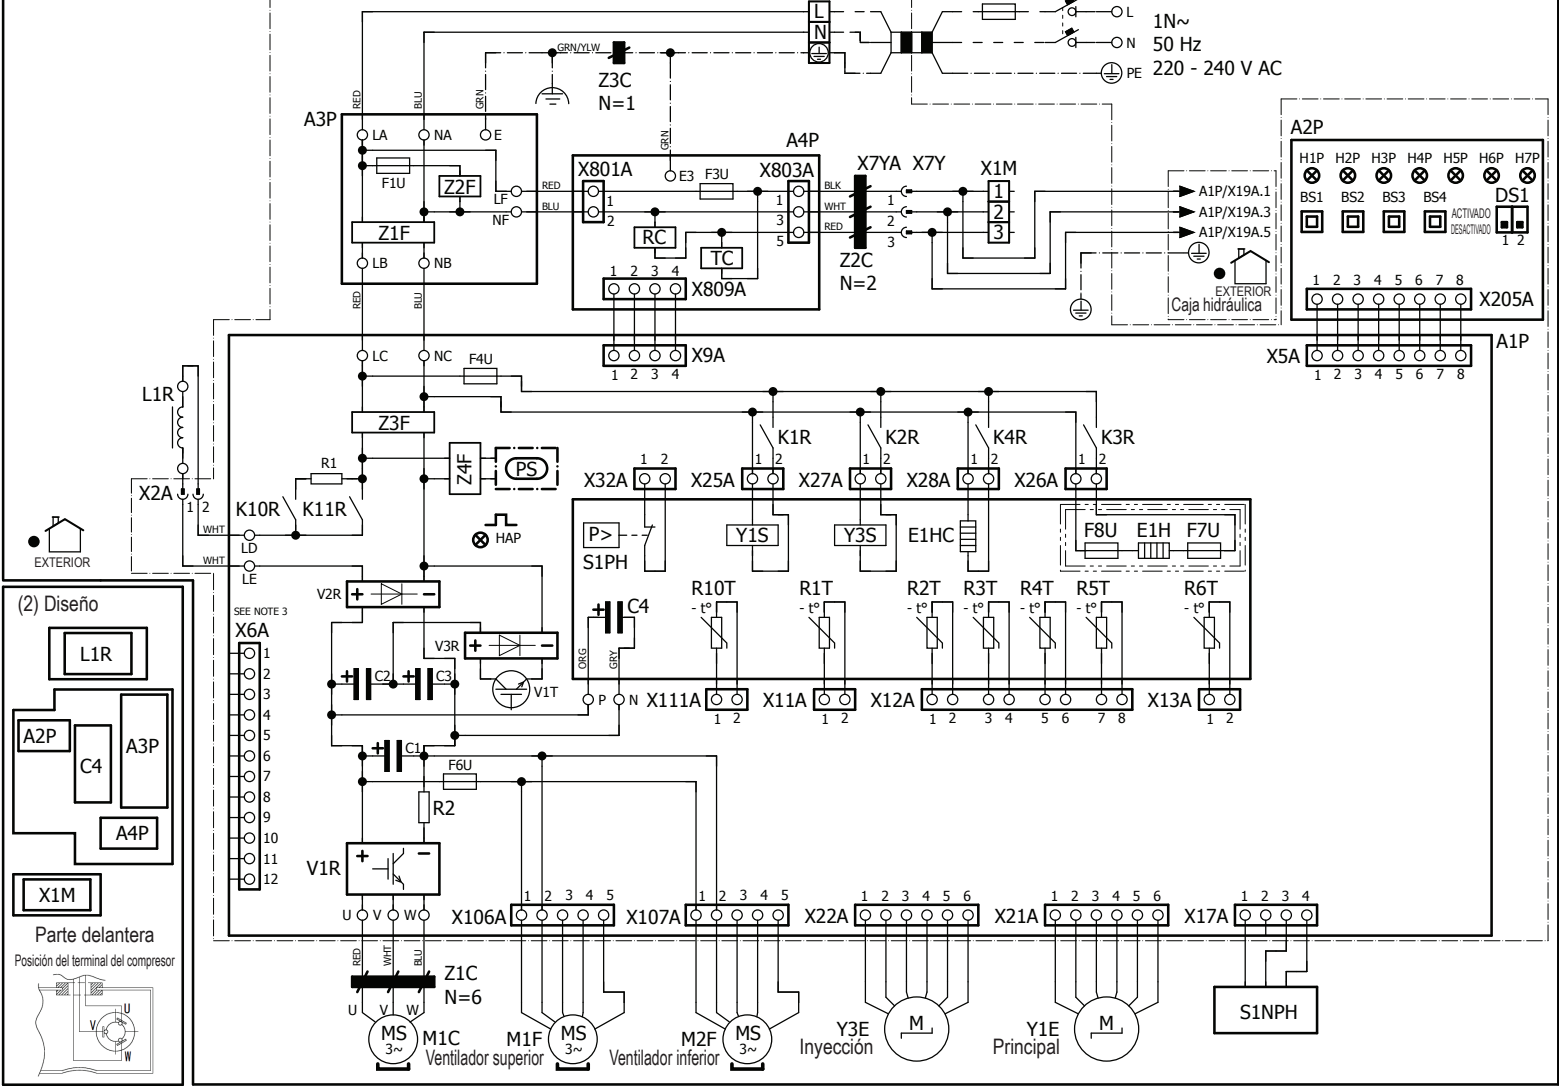 L
N
L
N
PE
1N~
50 Hz
220 - 240 V AC
GRN/YLW
Z3C
N=1
RED
BLU
GRN
GRN
A3P
LA
NA
E
F1U
Z2F
LF
NF
RED
BLU
Z1F
LB
NB
RED
BLU
A4P
X801A
E3
F3U
X803A
1
2
1
3
5
RC
TC
1 2 3 4
X809A
BLK
WHT
RED
X7YA X7Y
1
2
3
Z2C
N=2
X1M
1
2
3
A1P/X19A.1
A1P/X19A.3
A1P/X19A.5
EXTERIOR
Caja hidráulica
A2P
H1P H2P H3P H4P H5P H6P H7P
BS1 BS2 BS3 BS4 DS1
ACTIVADO
DESACTIVADO
1 2
1 2 3 4 5 6 7 8
X205A
A1P
X5A
1 2 3 4 5 6 7 8
X9A
1 2 3 4
LC
NC
F4U
Z3F
L1R
X2A
1 2
WHT
WHT
LD
LE
EXTERIOR
R1
K10R
K11R
Z4F
PS
HAP
K1R
K2R
K4R
K3R
1 2
X32A
1 2
X25A
1 2
X27A
1 2
X28A
1 2
X26A
P>
S1PH
Y1S
Y3S
E1HC
F8U
E1H
F7U
V2R
+ -
V3R
+ -
V1T
+
C2
+
C3
+
C4
ORG
GRY
P
N
R10T
- t°
R1T
- t°
R2T
- t°
R3T
R4T
- t°
R5T
- t°
R6T
- t°
X111A
1 2
X11A
1 2
X12A
1 2 3 4 5 6 7 8
X13A
1 2
SEE NOTE 3
X6A
1
2
3
4
5
6
7
8
9
10
11
12
+
C1
F6U
R2
V1R
+ -
U V W
RED
WHT
BLU
Z1C
N=6
U V W
MS
3~
M1C
X106A
1 2 3 4 5
M1F
Ventilador superior
MS
3~
X107A
1 2 3 4 5
M2F
Ventilador inferior
MS
3~
X22A
1 2 3 4 5 6
Y3E
Inyección
M
X21A
1 2 3 4 5 6
Y1E
Principal
M
X17A
1 2 3 4
S1NPH
(2) Diseño
L1R
A2P
C4
A3P
A4P
X1M
Parte delantera
Posición del terminal del compresor
U
V
W